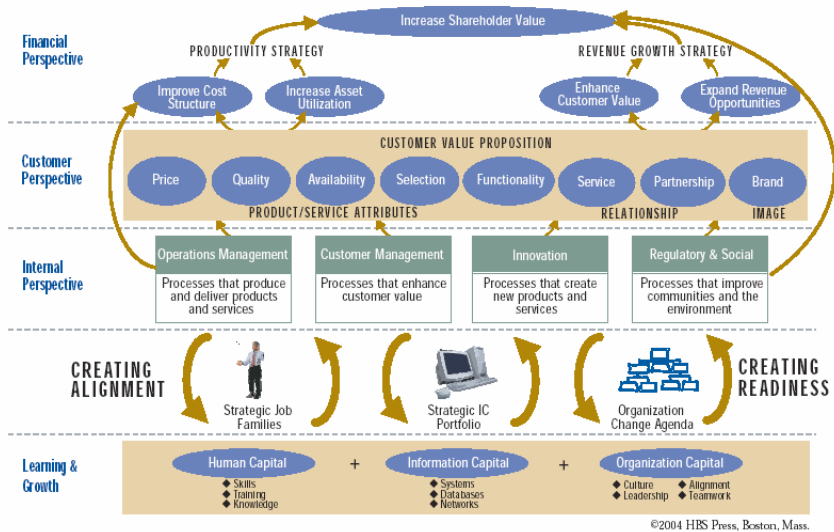 Financial
Perspective
Increase Shareholder Value
PRODUCTIVITY STRATEGY
REVENUE GROWTH STRATEGY
Improve Cost
Structure
Increase Asset
Utilization
Enhance
Customer Value
Expand Revenue
Opportunities
Customer
Perspective
CUSTOMER VALUE PROPOSITION
Price
Quality
Availability
Selection
Functionality
Service
Partnership
Brand
PRODUCT/SERVICE ATTRIBUTES
RELATIONSHIP
IMAGE
Internal
Perspective
Operations Management
Processes that produce
and deliver products
and services
Customer Management
Processes that enhance
customer value
Innovation
Processes that create
new products and
services
Regulatory & Social
Processes that improve
communities and the
environment
CREATING
ALIGNMENT
Strategic Job
Families
Strategic IC
Portfolio
Organization
Change Agenda
CREATING
READINESS
Learning &
Growth
Human Capital
+
Information Capital
+
Organization Capital
◆ Skills
◆ Training
◆ Knowledge
◆ Systems
◆ Databases
◆ Networks
◆ Culture ◆ Alignment
◆ Leadership ◆ Teamwork
©2004 HBS Press, Boston, Mass.